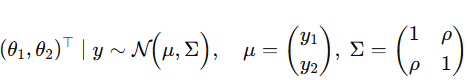 (θ₁, θ₂)^⊤ | y ∼ 𝒩(μ, Σ), μ = (y₁ ; y₂), Σ = (1 ρ ; ρ 1)